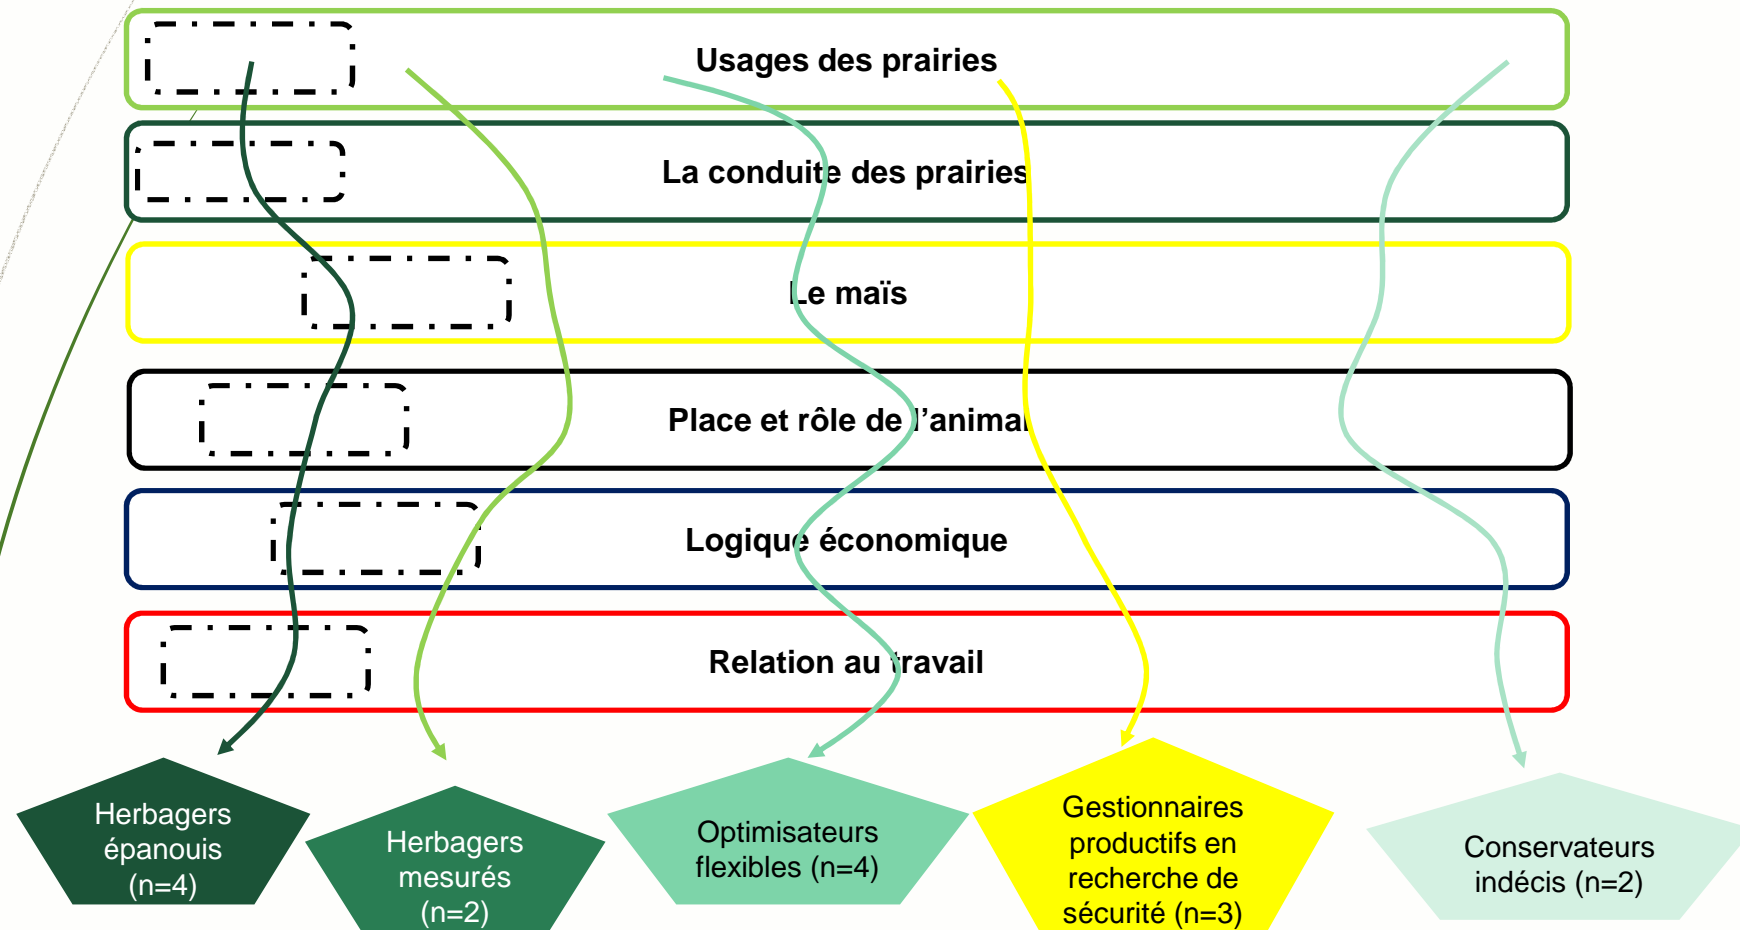 Usages des prairies
La conduite des prairies
Le maïs
Place et rôle de l'animal
Logique économique
Relation au travail
Herbagers
épanouis
(n=4)
Herbagers
mesurés
(n=2)
Optimisateurs
flexibles (n=4)
Gestionnaires
productifs en
recherche de
sécurité (n=3)
Conservateurs
indécis (n=2)